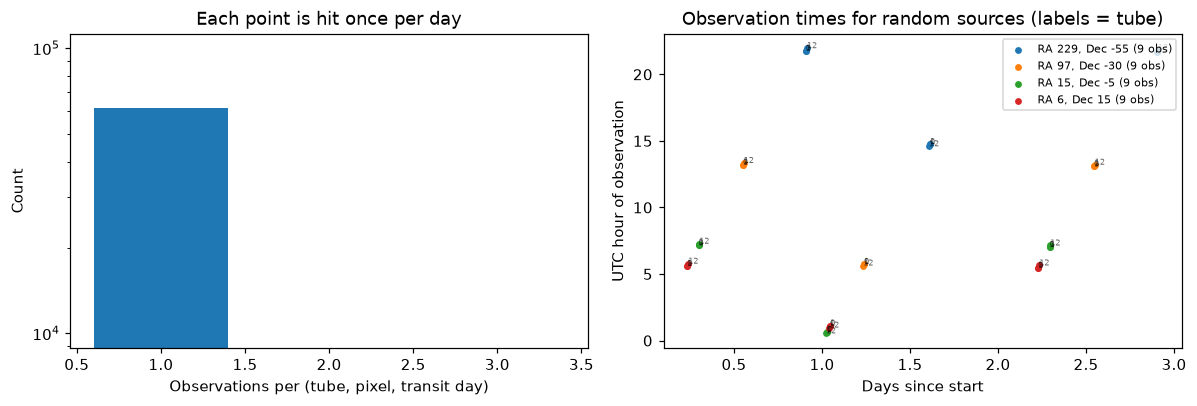 Each point is hit once per day
Count
10^5
10^4
0.5 1.0 1.5 2.0 2.5 3.0 3.5
Observations per (tube, pixel, transit day)
Observation times for random sources (labels = tube)
RA 229, Dec -55 (9 obs)
RA 97, Dec -30 (9 obs)
RA 15, Dec -5 (9 obs)
RA 6, Dec 15 (9 obs)
UTC hour of observation
20
15
10
5
0
0.5 1.0 1.5 2.0 2.5 3.0
Days since start